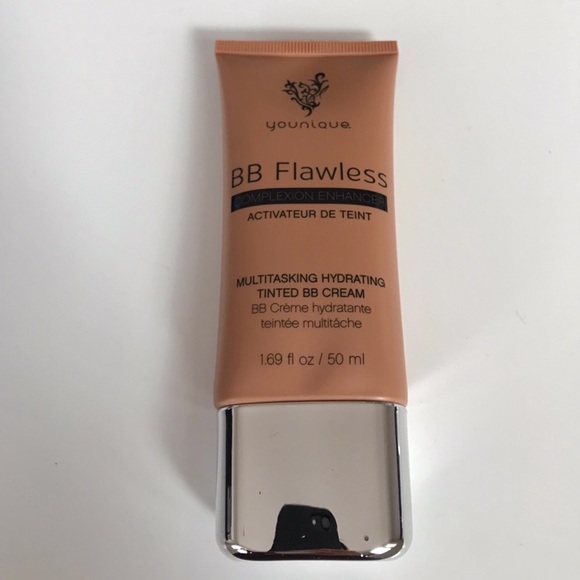 younique
BB Flawless
COMPLEXION ENHANCER
ACTIVATEUR DE TEINT
MULTITASKING HYDRATING
TINTED BB CREAM
BB Crème hydratante
teintée multitâche
1.69 fl oz / 50 ml